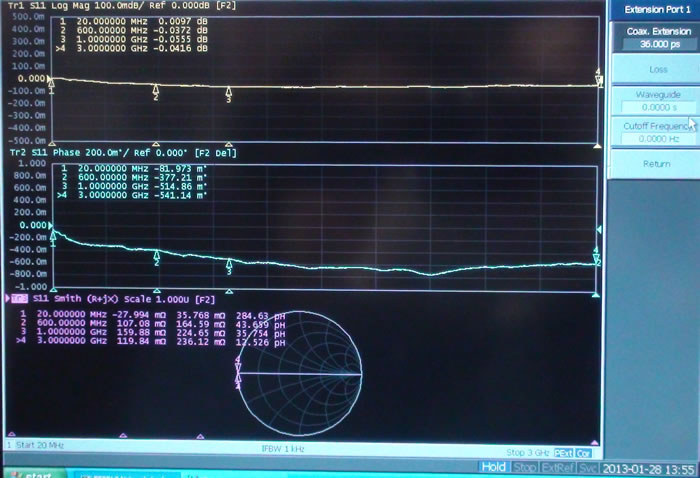 Tr1 S11 Log Mag 100.0mdB/ Ref 0.000dB [F2]
500.0m
400.0m
300.0m
200.0m
100.0m
0.000
-100.0m
-200.0m
-300.0m
-400.0m
-500.0m
1 20.000000 MHz 0.0097 dB
2 600.00000 MHz -0.0372 dB
3 1.0000000 GHz -0.0555 dB
>4 3.0000000 GHz -0.0416 dB
1
2
3
4
Tr2 S11 Phase 200.0m°/ Ref 0.000° [F2 Del]
1.000
800.0m
600.0m
400.0m
200.0m
0.000
-200.0m
-400.0m
-600.0m
-800.0m
-1.000
1 20.000000 MHz -81.973 m°
2 600.00000 MHz -377.21 m°
3 1.0000000 GHz -514.86 m°
>4 3.0000000 GHz -541.14 m°
1
2
3
4
Tr3 S11 Smith (R+jX) Scale 1.000U [F2]
1 20.000000 MHz -27.994 mΩ 35.768 mΩ 284.63 pH
2 600.00000 MHz 107.08 mΩ 164.59 mΩ 43.659 pH
3 1.0000000 GHz 159.88 mΩ 224.65 mΩ 35.754 pH
>4 3.0000000 GHz 119.84 mΩ 236.12 mΩ 12.526 pH
4
1 Start 20 MHz
IFBW 1 kHz
Stop 3 GHz PExt Cor
Extension Port 1
Coax. Extension
36.000 ps
Loss
Waveguide
0.0000 s
Cutoff Frequency
0.0000 Hz
Return
Hold Stop ExtRef Svc 2013-01-28 13:55
start